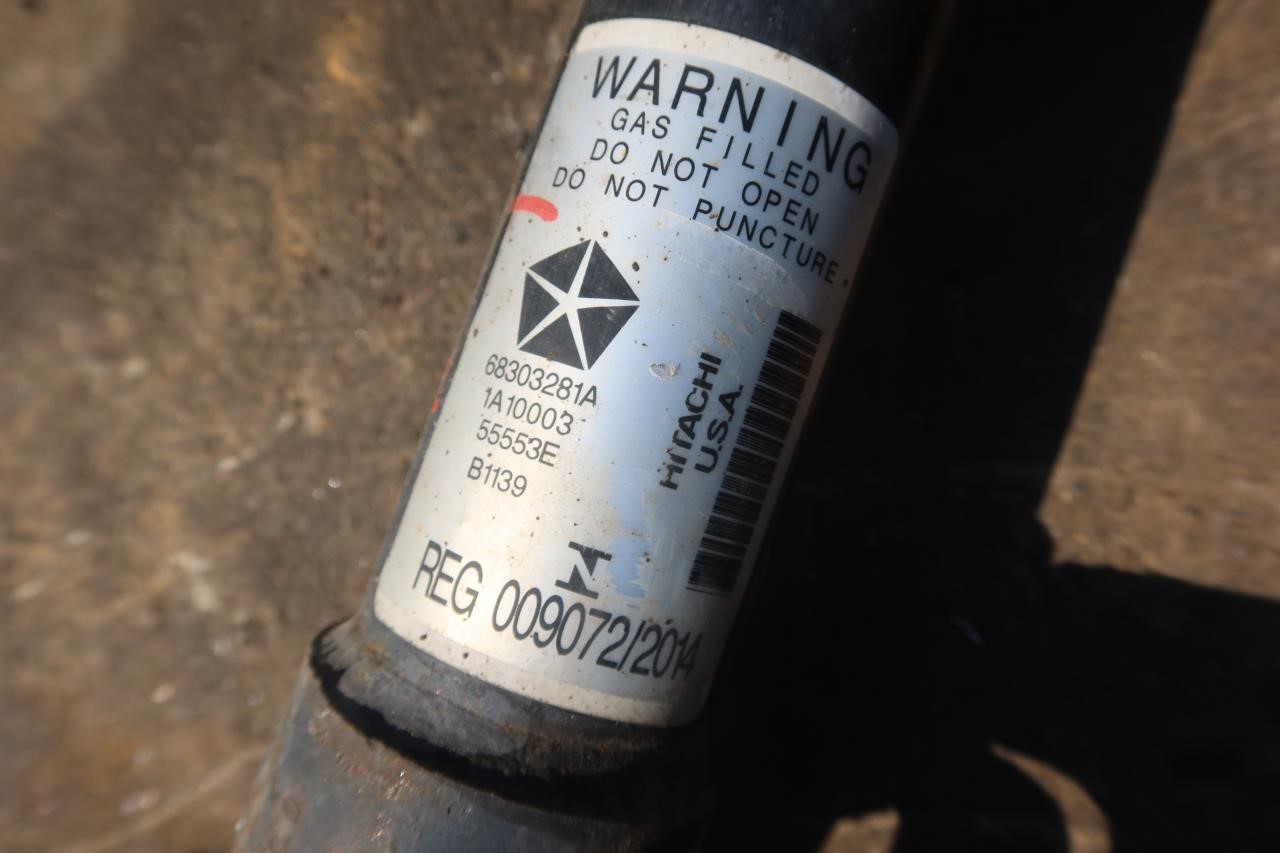 WARNING
GAS FILLED
DO NOT OPEN
DO NOT PUNCTURE
68303281A
1A10003
55553E
B1139
HITACHI
U.S.A.
REG 009072/2014